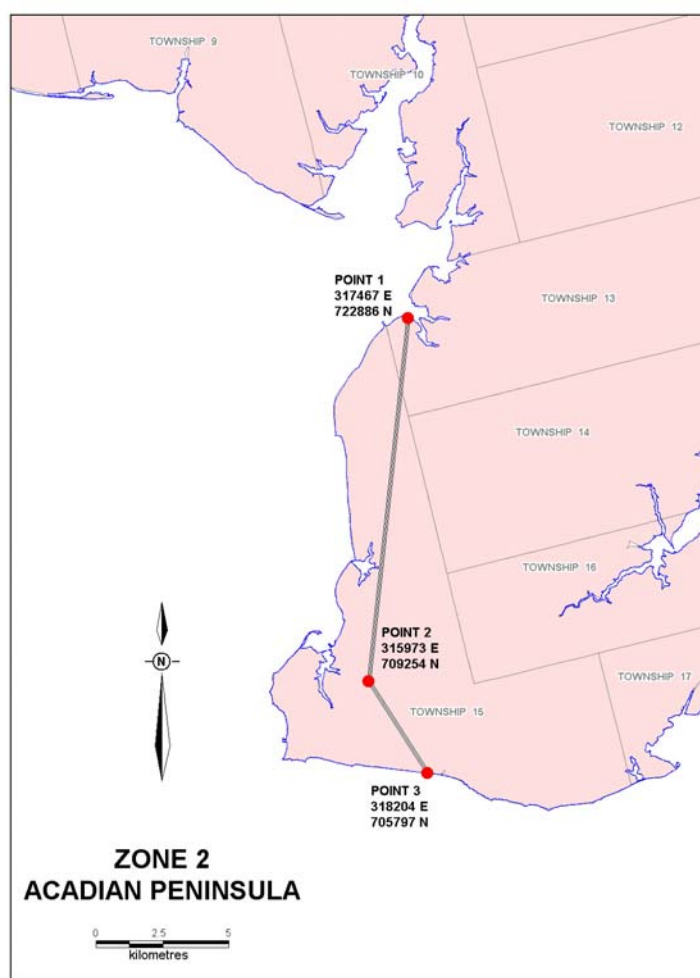 TOWNSHIP 9
TOWNSHIP 10
TOWNSHIP 12
POINT 1
317467 E
722886 N
TOWNSHIP 13
TOWNSHIP 14
TOWNSHIP 16
N
POINT 2
315973 E
709254 N
TOWNSHIP 17
TOWNSHIP 15
POINT 3
318204 E
705797 N
ZONE 2
ACADIAN PENINSULA
0 2.5 5
kilometres